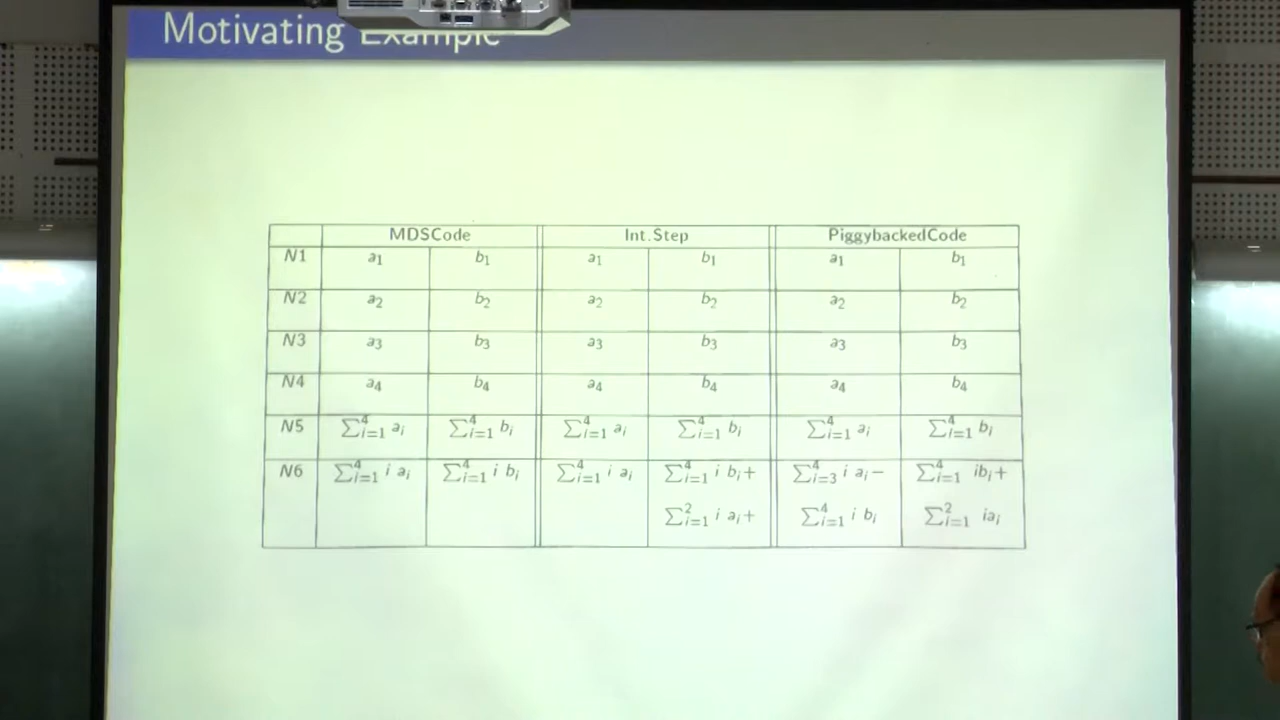 Motivating Example
MDSCode Int.Step PiggybackedCode
N1 a₁ b₁ a₁ b₁ a₁ b₁
N2 a₂ b₂ a₂ b₂ a₂ b₂
N3 a₃ b₃ a₃ b₃ a₃ b₃
N4 a₄ b₄ a₄ b₄ a₄ b₄
N5 ∑⁴ᵢ₌₁ aᵢ ∑⁴ᵢ₌₁ bᵢ ∑⁴ᵢ₌₁ aᵢ ∑⁴ᵢ₌₁ bᵢ ∑⁴ᵢ₌₁ aᵢ ∑⁴ᵢ₌₁ bᵢ
N6 ∑⁴ᵢ₌₁ i aᵢ ∑⁴ᵢ₌₁ i bᵢ ∑⁴ᵢ₌₁ i aᵢ ∑⁴ᵢ₌₁ i bᵢ+ ∑⁴ᵢ₌₃ i aᵢ− ∑⁴ᵢ₌₁ ibᵢ+
∑²ᵢ₌₁ i aᵢ+ ∑⁴ᵢ₌₁ i bᵢ ∑²ᵢ₌₁ iaᵢ